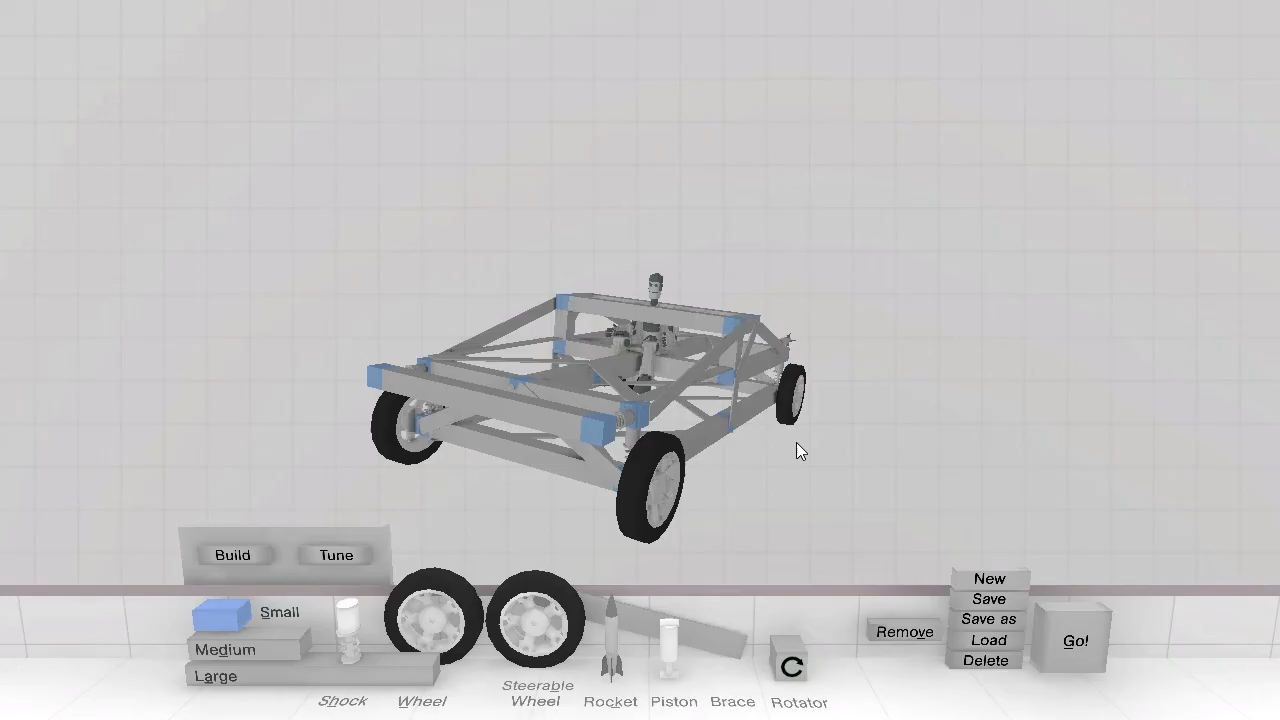 Build
Tune
Small
Medium
Large
Shock
Wheel
Steerable
Wheel
Rocket
Piston
Brace
Rotator
Remove
New
Save
Save as
Load
Delete
Go!